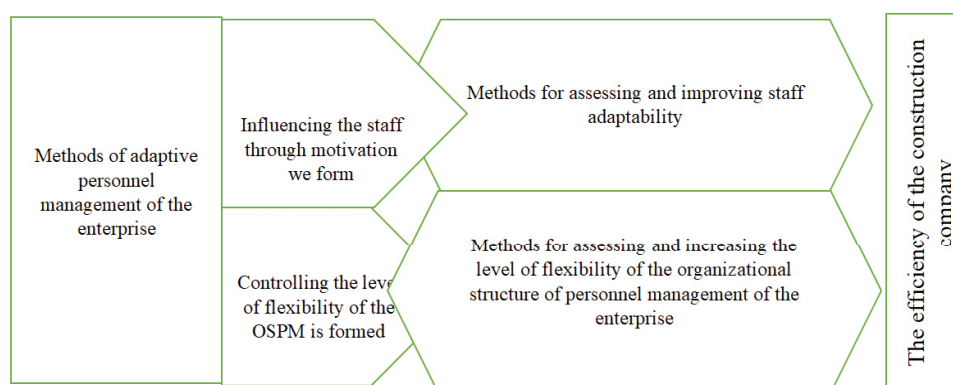 Methods of adaptive
personnel
management of the
enterprise
Influencing the staff
through motivation
we form
Controlling the level
of flexibility of the
OSPM is formed
Methods for assessing and improving staff
adaptability
Methods for assessing and increasing the
level of flexibility of the organizational
structure of personnel management of the
enterprise
The efficiency of the construction
company